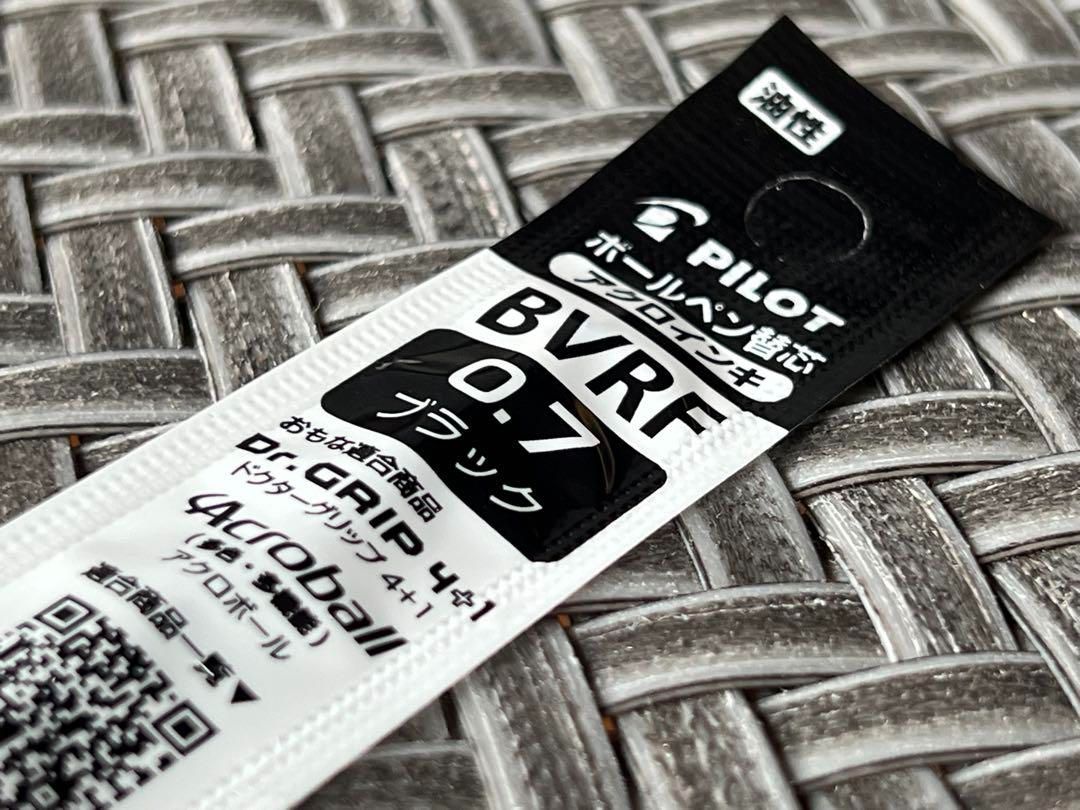 油性
PILOT
ボールペン替芯
アクロインキ
BVRF
0.7
ブラック
おもな適合商品
Dr.GRIP 4+1
ドクターグリップ 4+1
Acroball
(多色・多機能)
アクロボール
適合商品一覧▼